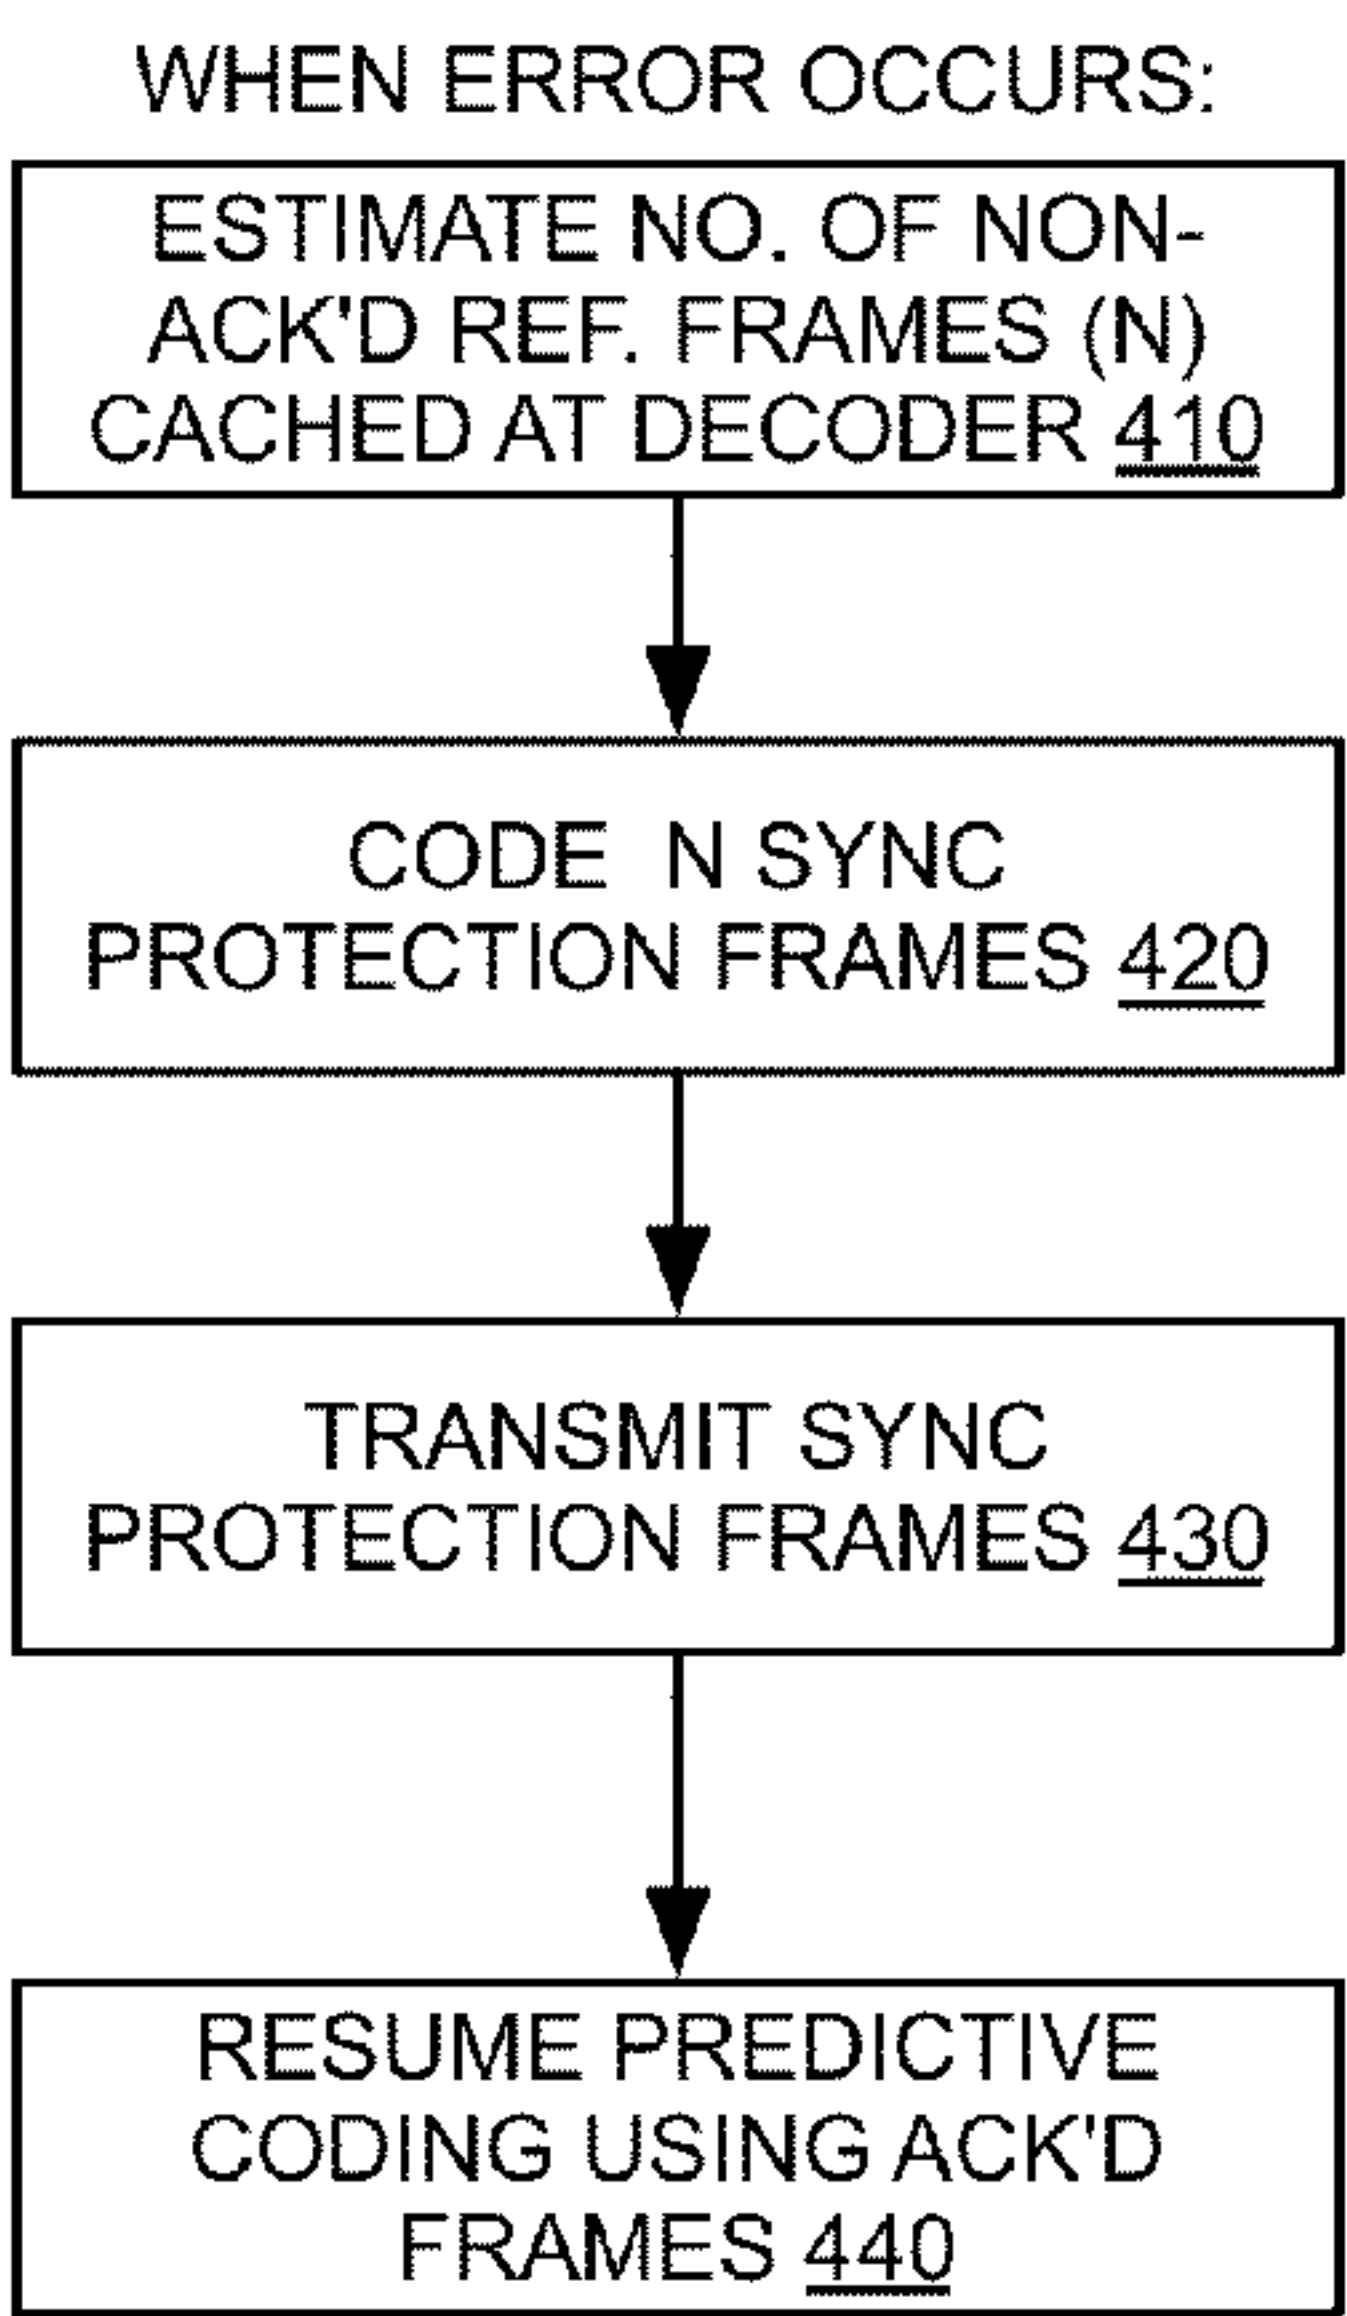 WHEN ERROR OCCURS:
ESTIMATE NO. OF NON-
ACK'D REF. FRAMES (N)
CACHED AT DECODER 410
CODE N SYNC
PROTECTION FRAMES 420
TRANSMIT SYNC
PROTECTION FRAMES 430
RESUME PREDICTIVE
CODING USING ACK'D
FRAMES 440